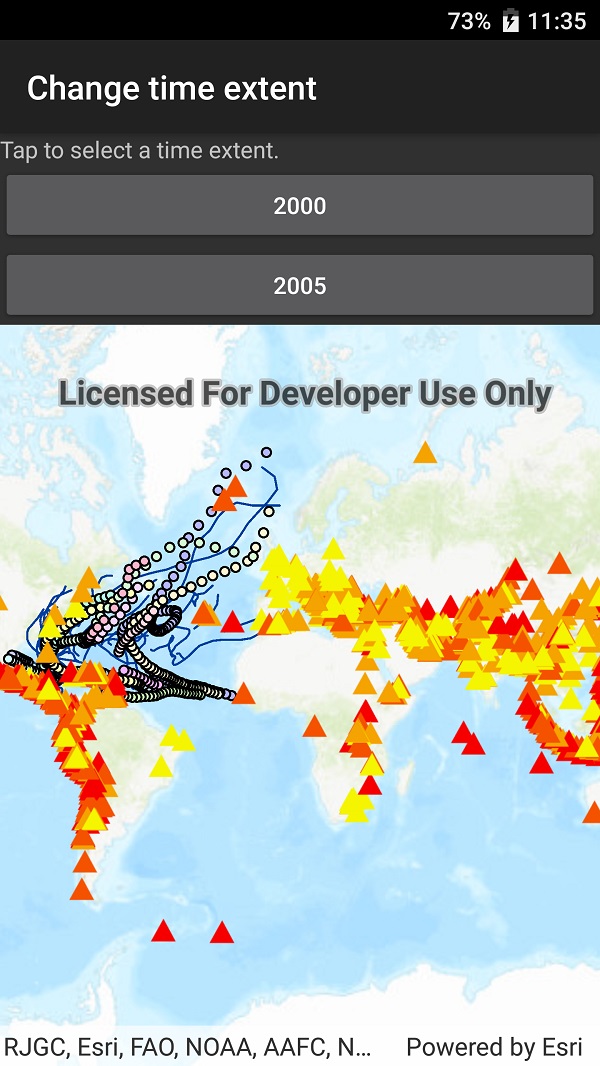 73% 11:35
Change time extent
Tap to select a time extent.
2000
2005
Licensed For Developer Use Only
RJGC, Esri, FAO, NOAA, AAFC, N... Powered by Esri